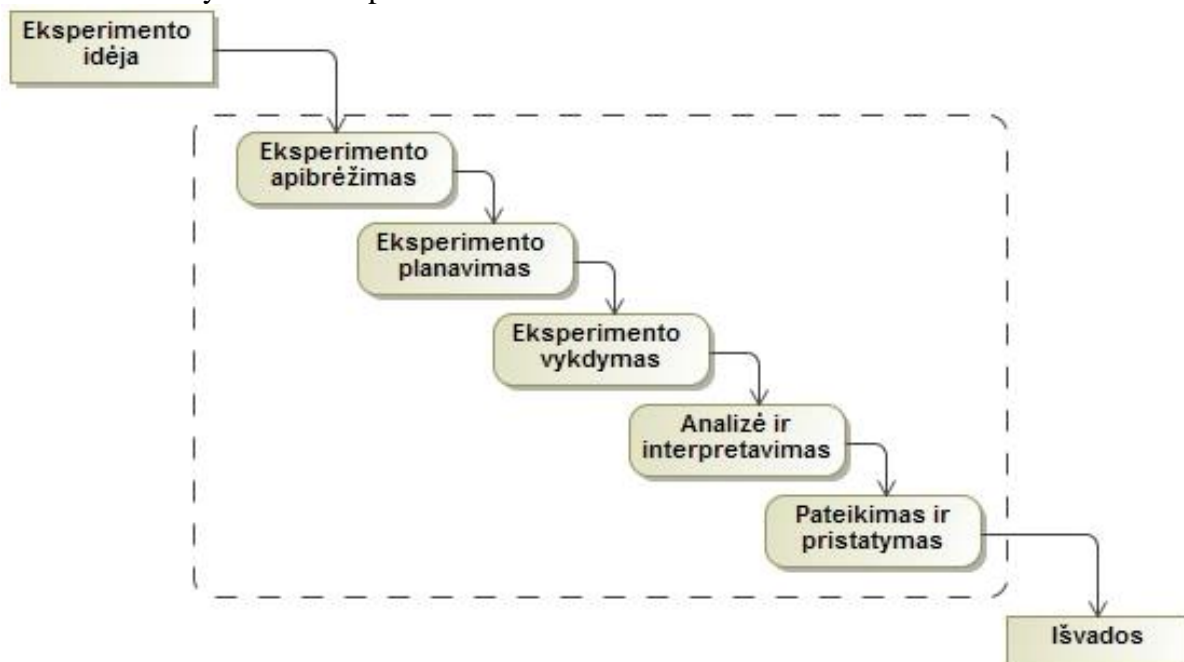 Eksperimento
idėja
Eksperimento
apibrėžimas
Eksperimento
planavimas
Eksperimento
vykdymas
Analizė ir
interpretavimas
Pateikimas ir
pristatymas
Išvados